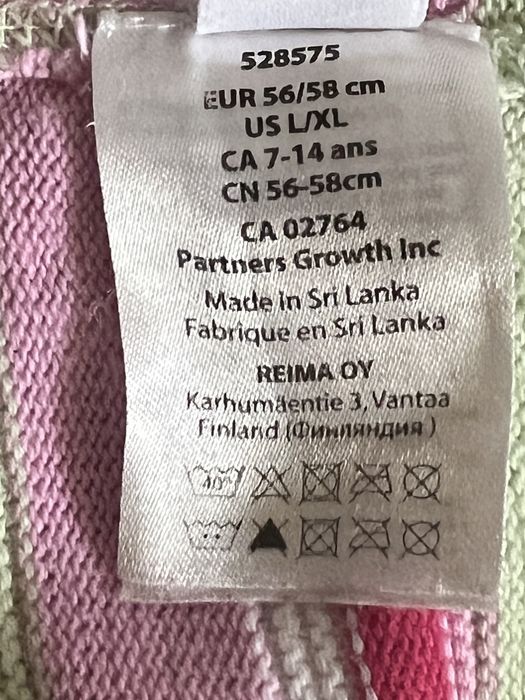 528575
EUR 56/58 cm
US L/XL
CA 7-14 ans
CN 56-58cm
CA 02764
Partners Growth Inc
Made in Sri Lanka
Fabrique en Sri Lanka
REIMA OY
Karhumäentie 3, Vantaa
Finland (Финляндия )
40°